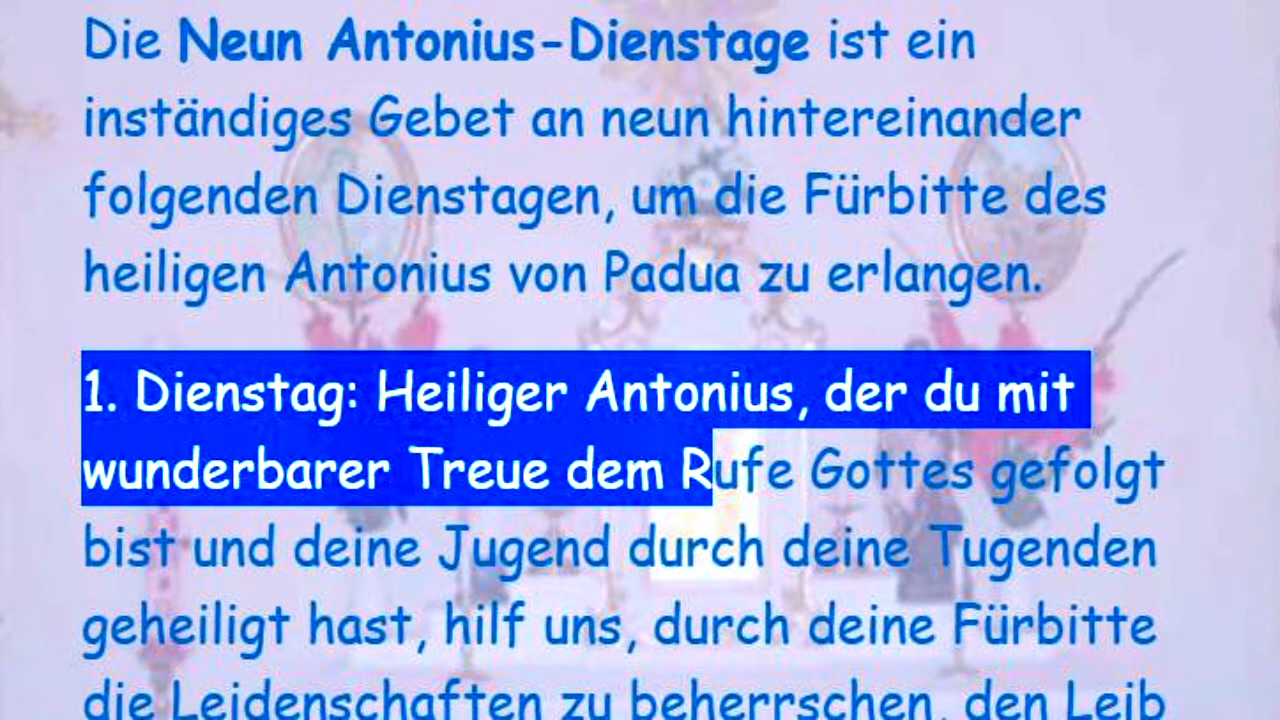 Die Neun Antonius-Dienstage ist ein
inständiges Gebet an neun hintereinander
folgenden Dienstagen, um die Fürbitte des
heiligen Antonius von Padua zu erlangen.
1. Dienstag: Heiliger Antonius, der du mit
wunderbarer Treue dem Rufe Gottes gefolgt
bist und deine Jugend durch deine Tugenden
geheiligt hast, hilf uns, durch deine Fürbitte
die Leidenschaften zu beherrschen, den Leib